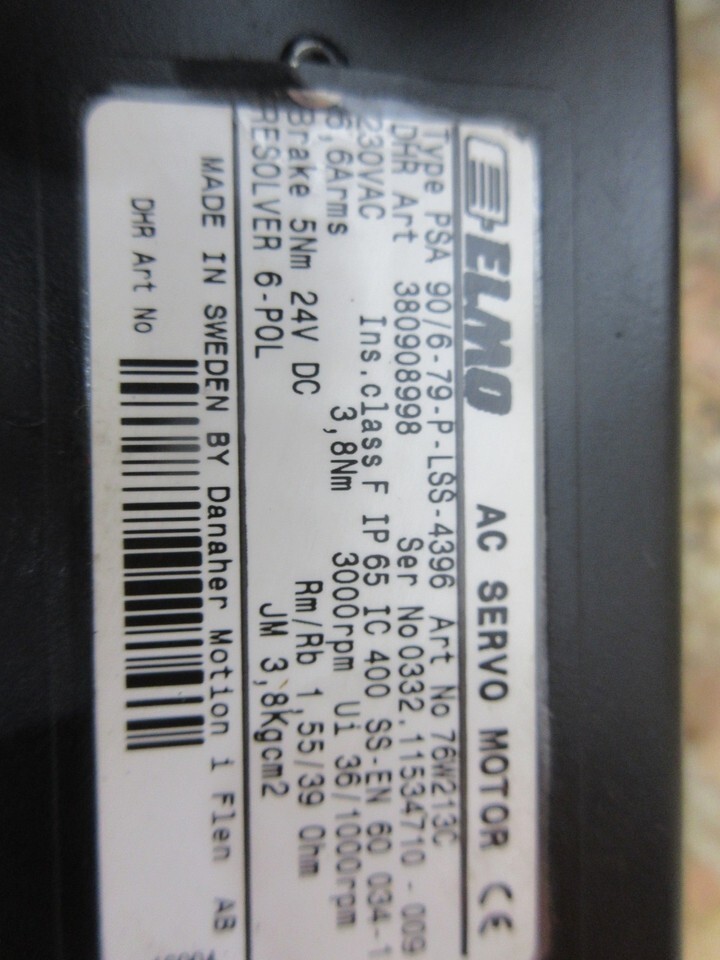 ELMO AC SERVO MOTOR CE
Type PSA 90/6-79-P-LSS-4396 Art No 76W213C
DHR Art 380908998 Ser No0332.11534710-009
230VAC Ins.class F IP 65 IC 400 SS-EN 60 034-1
6,6Arms 3,8Nm 3000rpm Ui 36/1000rpm
Brake 5Nm 24V DC Rm/Rb 1,55/39 Ohm
RESOLVER 6-POL JM 3,8Kgcm2
MADE IN SWEDEN BY Danaher Motion i Flen AB
DHR Art No